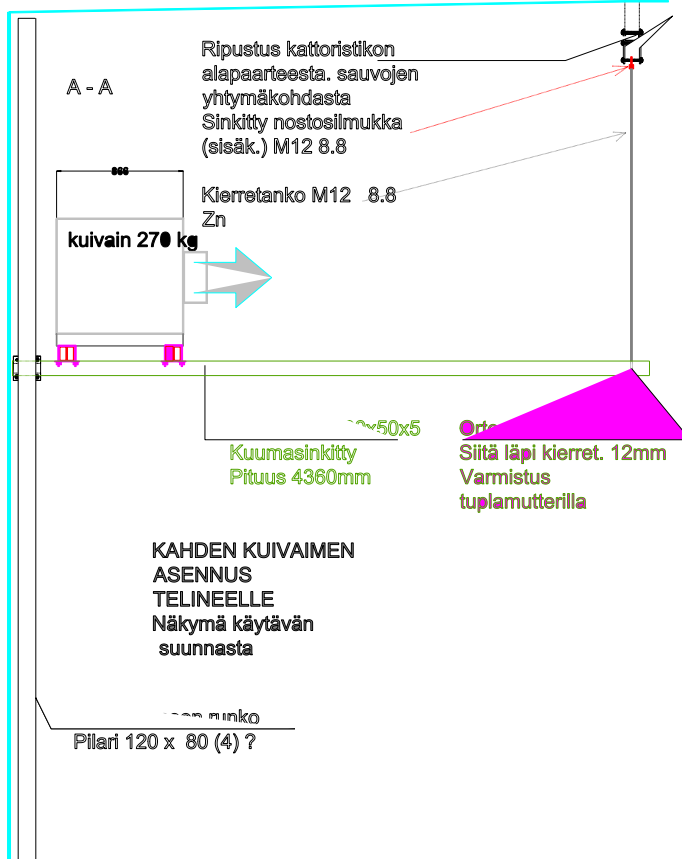 Ripustus kattoristikon
alapaarteesta. sauvojen
yhtymäkohdasta
Sinkitty nostosilmukka
(sisäk.) M12 8.8
A - A
Kierretanko M12 8.8
Zn
kuivain 270 kg
x50x5
Kuumasinkitty
Pituus 4360mm
Siitä läpi kierret. 12mm
Varmistus
tuplamutterilla
KAHDEN KUIVAIMEN
ASENNUS
TELINEELLE
Näkymä käytävän
suunnasta
runko
Pilari 120 x 80 (4) ?